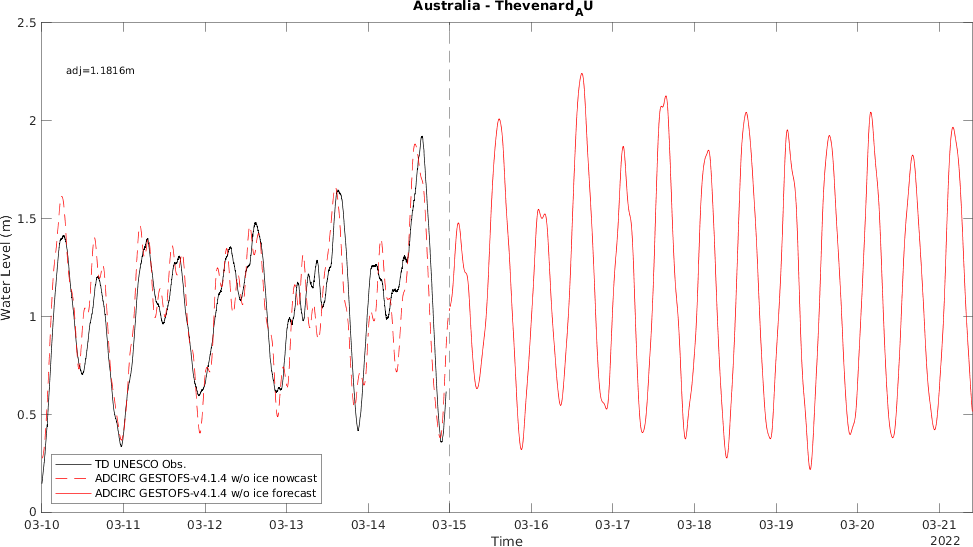 Australia - Thevenard_AU
adj=1.1816m
Water Level (m)
2.5
2
1.5
1
0.5
0
TD UNESCO Obs.
ADCIRC GESTOFS-v4.1.4 w/o ice nowcast
ADCIRC GESTOFS-v4.1.4 w/o ice forecast
03-10 03-11 03-12 03-13 03-14 03-15 03-16 03-17 03-18 03-19 03-20 03-21
Time 2022